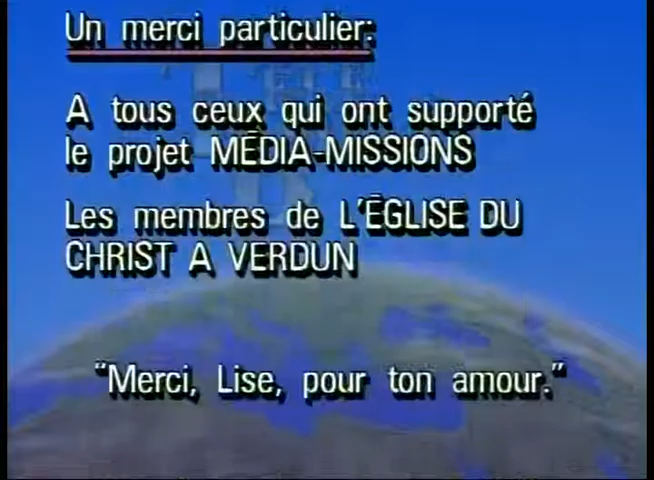 Un merci particulier:
A tous ceux qui ont supporté
le projet MÉDIA-MISSIONS
Les membres de L'ÉGLISE DU
CHRIST A VERDUN
"Merci, Lise, pour ton amour."